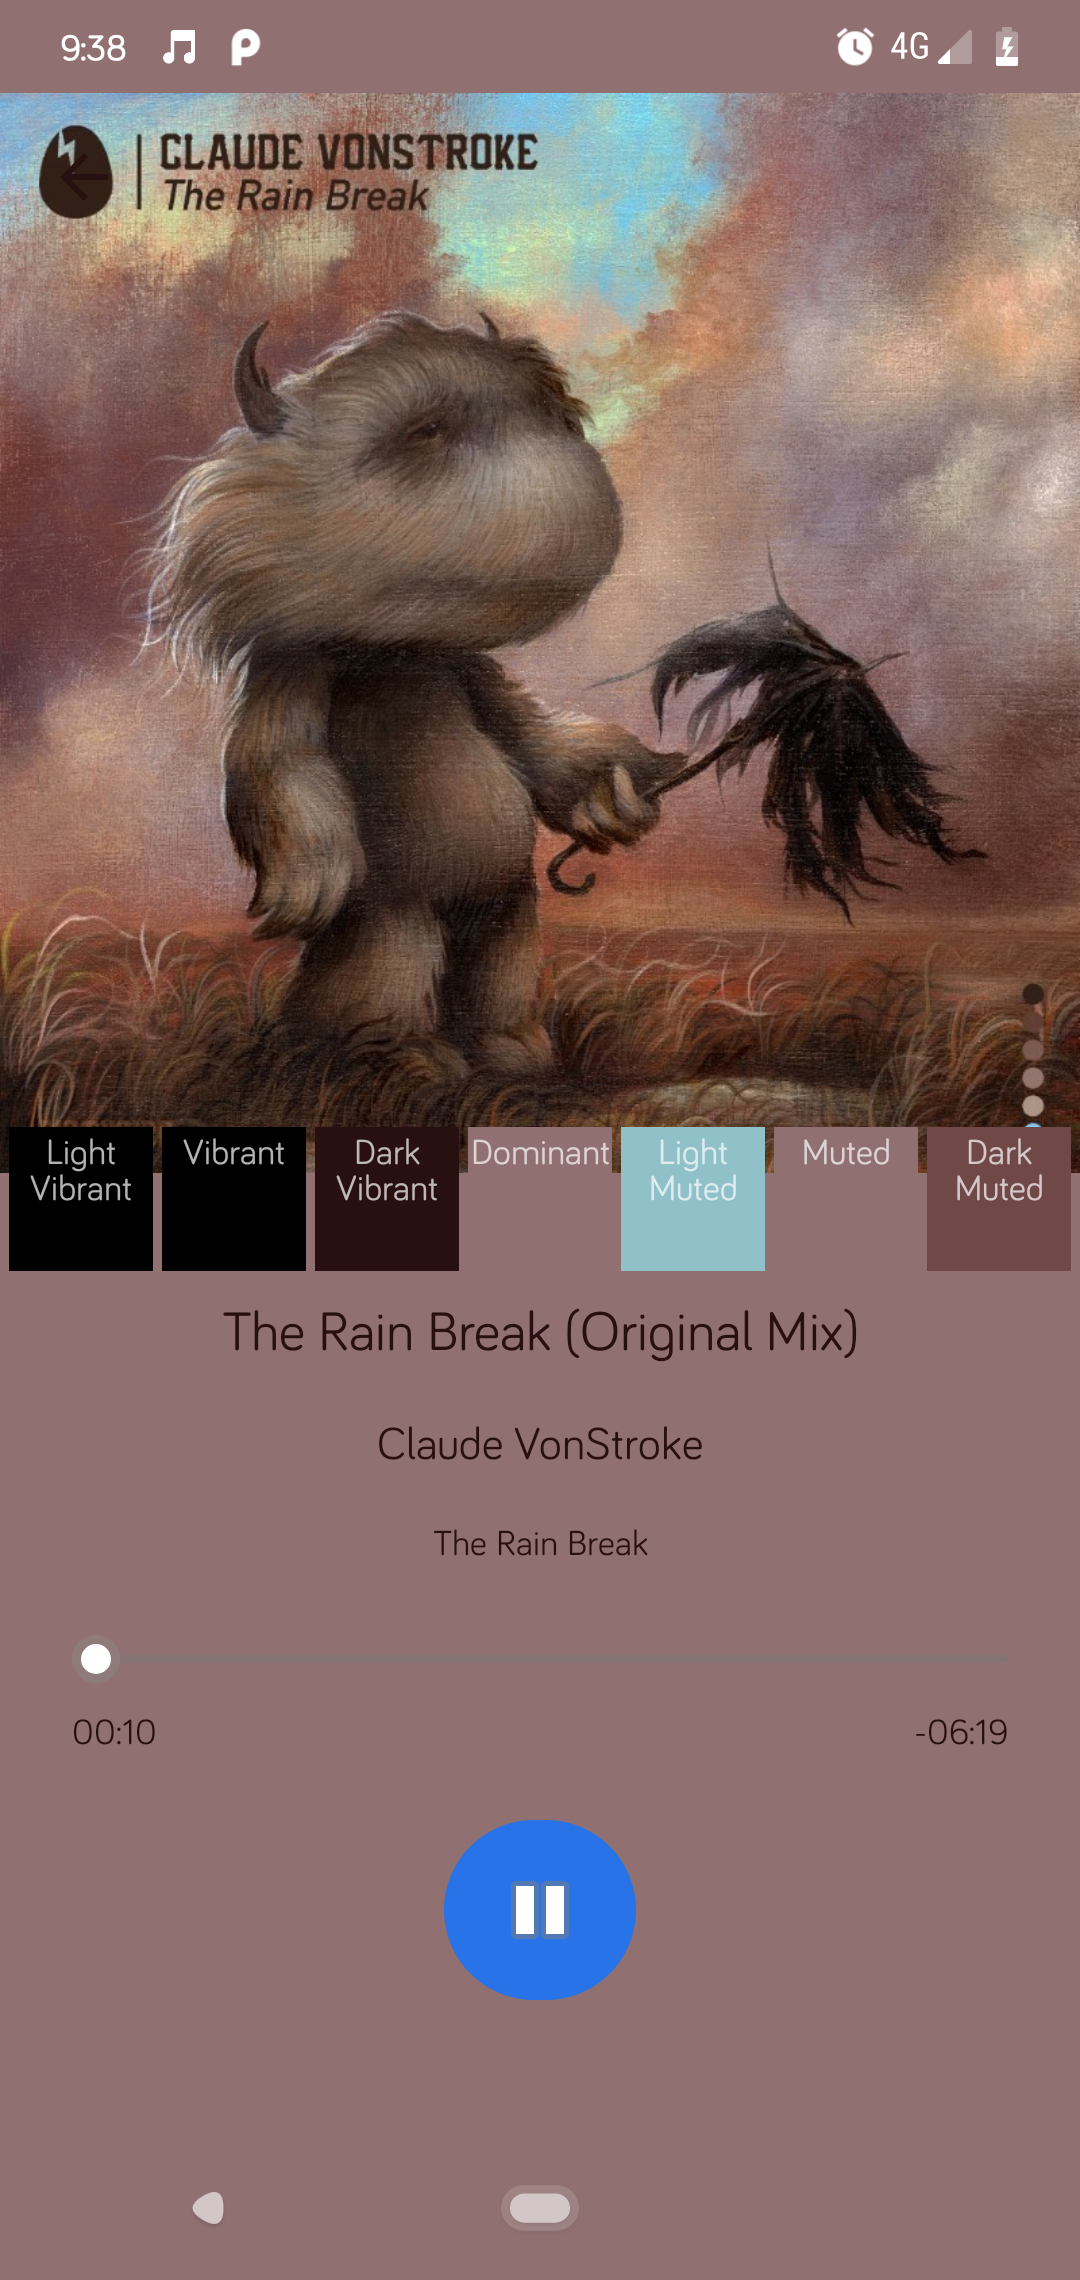 9:38
4G
CLAUDE VONSTROKE
The Rain Break
Light
Vibrant
Vibrant
Dark
Vibrant
Dominant
Light
Muted
Muted
Dark
Muted
The Rain Break (Original Mix)
Claude VonStroke
The Rain Break
00:10
-06:19